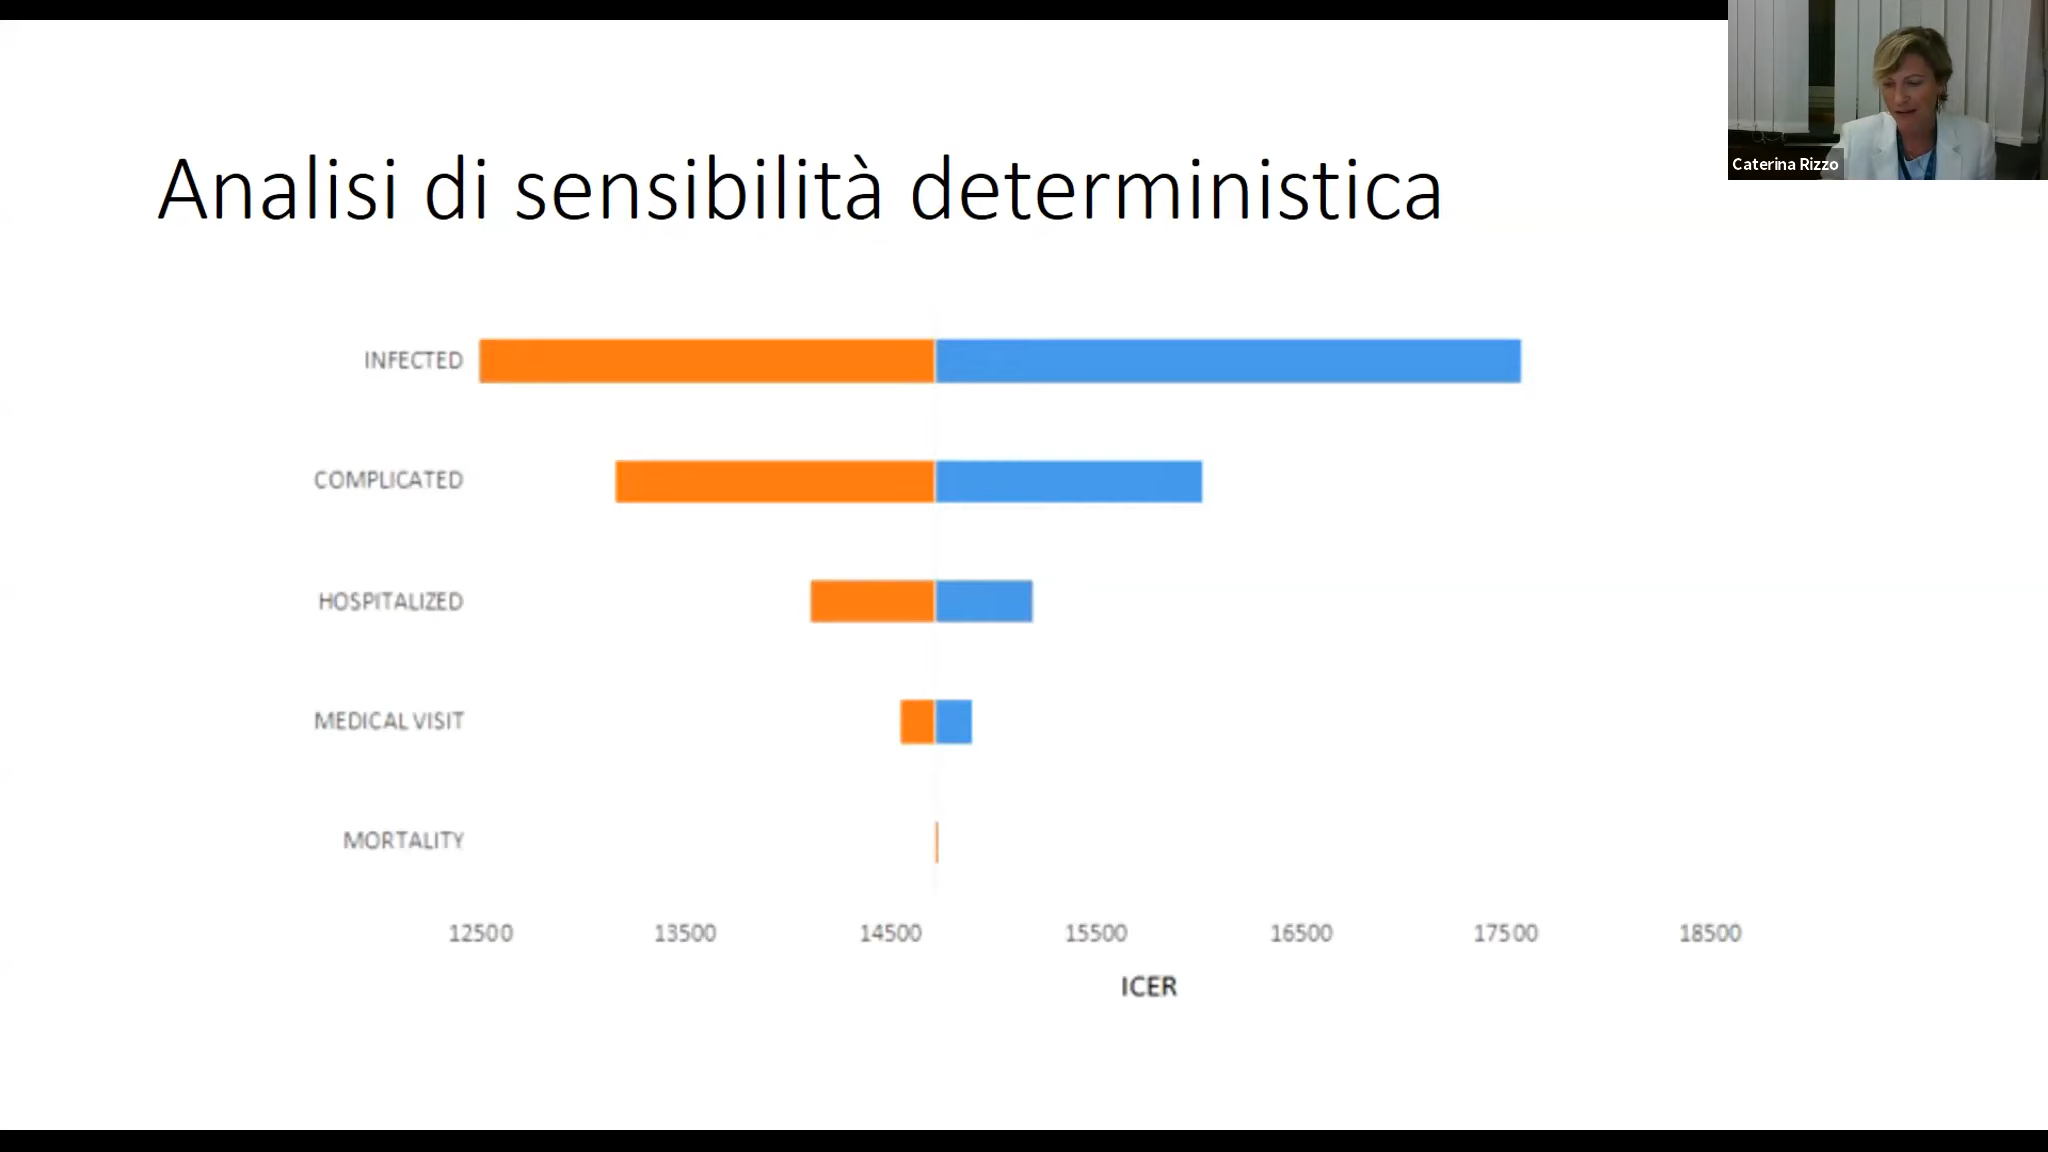 Caterina Rizzo
Analisi di sensibilità deterministica
INFECTED
COMPLICATED
HOSPITALIZED
MEDICAL VISIT
MORTALITY
12500 13500 14500 15500 16500 17500 18500
ICER